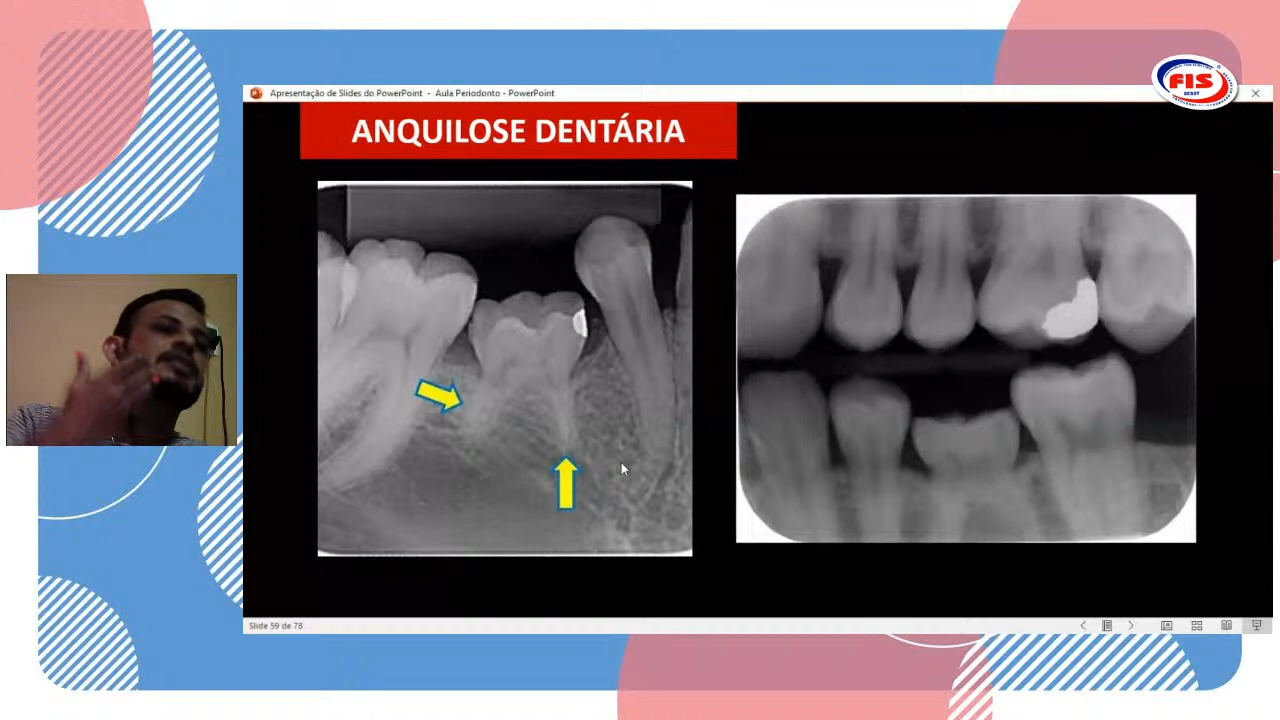 Apresentação de Slides do PowerPoint - Aula Periodonto - PowerPoint
FIS
ANQUILOSE DENTÁRIA
Slide 59 de 78